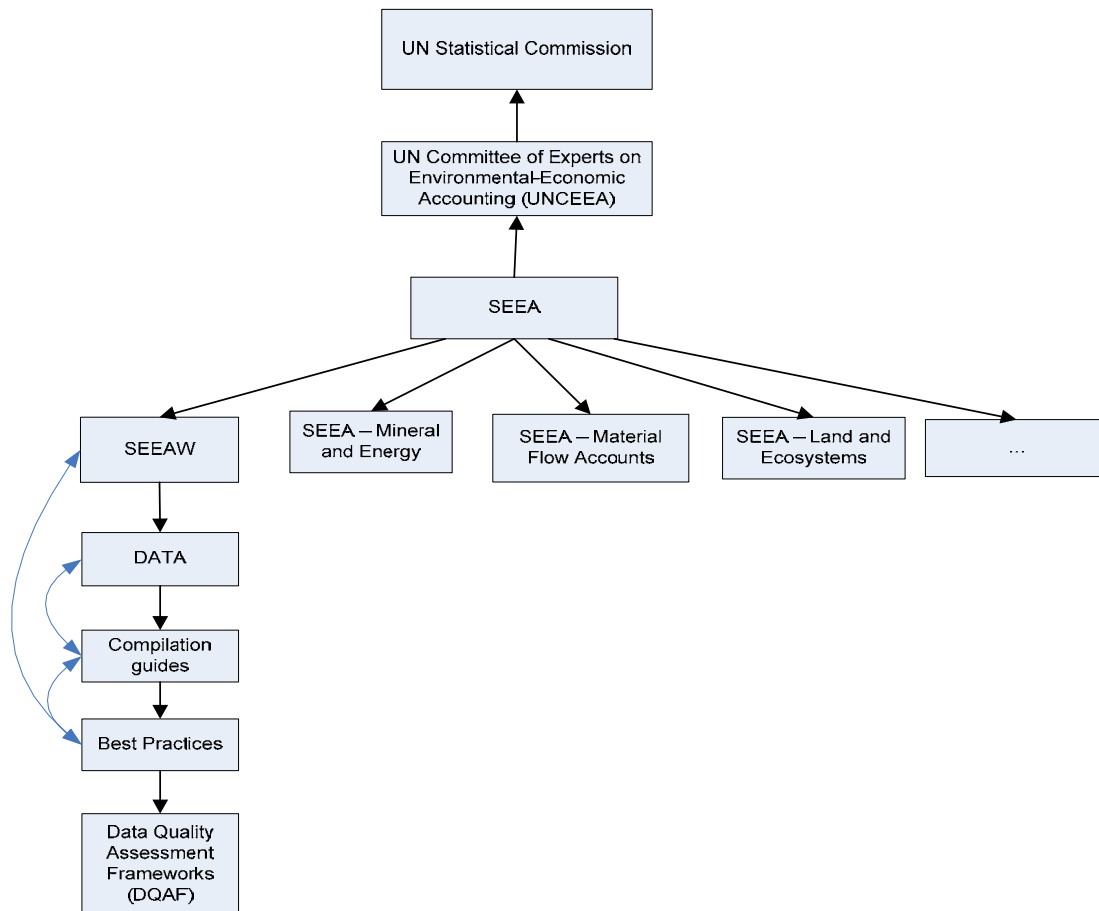 UN Statistical Commission
UN Committee of Experts on
Environmental-Economic
Accounting (UNCEEA)
SEEA
SEEAW
SEEA – Mineral
and Energy
SEEA – Material
Flow Accounts
SEEA – Land and
Ecosystems
...
DATA
Compilation
guides
Best Practices
Data Quality
Assessment
Frameworks
(DQAF)